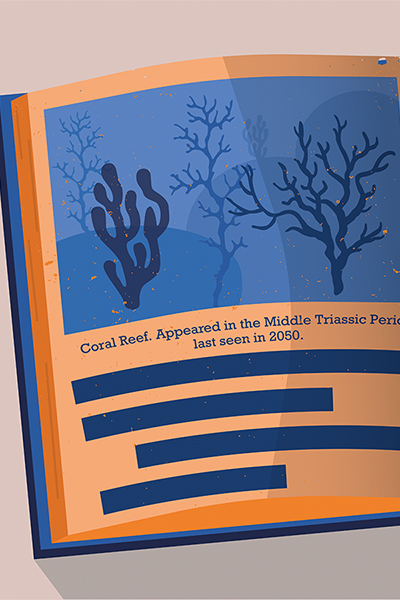 Coral Reef. Appeared in the Middle Triassic Perio
last seen in 2050.